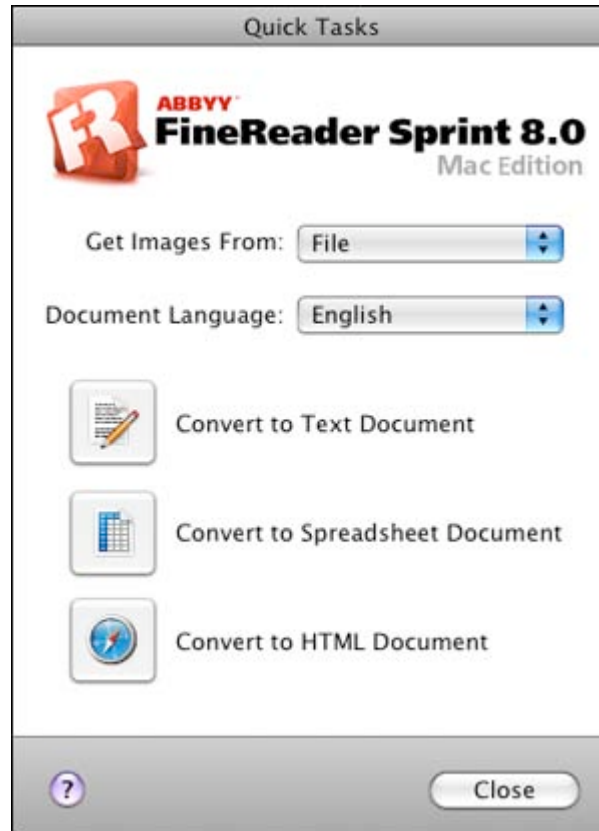 Quick Tasks
ABBYY™
FineReader Sprint 8.0
Mac Edition
Get Images From: File
Document Language: English
Convert to Text Document
Convert to Spreadsheet Document
Convert to HTML Document
? Close